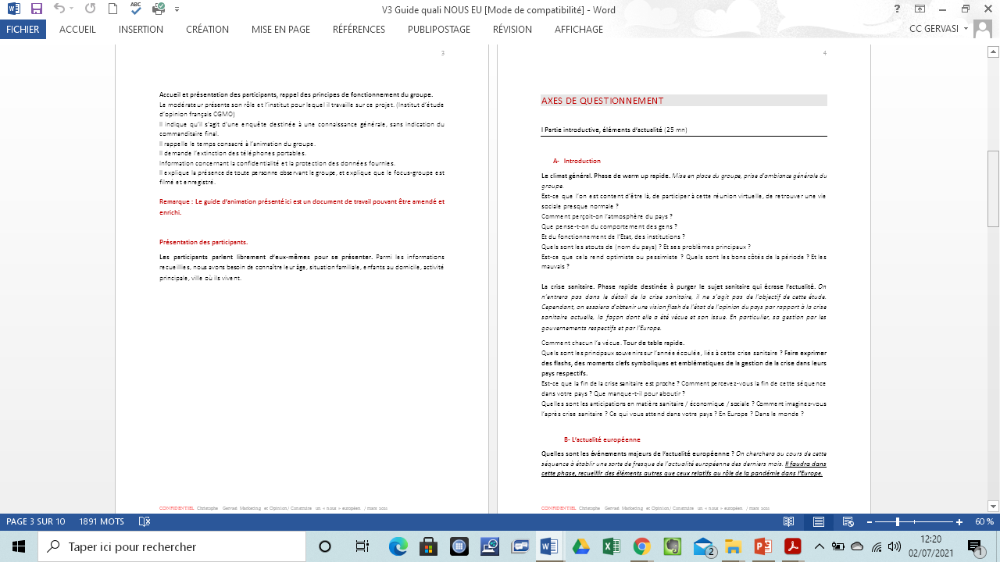 V3 Guide quali NOUS EU [Mode de compatibilité] - Word
FICHIER ACCUEIL INSERTION CRÉATION MISE EN PAGE RÉFÉRENCES PUBLIPOSTAGE RÉVISION AFFICHAGE CC GERVASI
3
Accueil et présentation des participants, rappel des principes de fonctionnement du groupe.
Le modérateur présente son rôle et l'institut pour lequel il travaille sur ce projet. (Institut d'étude
d'opinion français CGMO)
Il indique qu'il s'agit d'une enquête destinée à une connaissance générale, sans indication du
commanditaire final.
Il rappelle le temps consacré à l'animation du groupe.
Il demande l'extinction des téléphones portables.
Information concernant la confidentialité et la protection des données fournies.
Il explique la présence de toute personne observant le groupe, et explique que le focus-groupe est
filmé et enregistré.
Remarque : Le guide d'animation présenté ici est un document de travail pouvant être amendé et
enrichi.
Présentation des participants.
Les participants parlent librement d'eux-mêmes pour se présenter. Parmi les informations
recueillies, nous avons besoin de connaître leur âge, situation familiale, enfants au domicile, activité
principale, ville où ils vivent.
CONFIDENTIEL Christophe Gervasi Marketing et Opinion/ Construire un « nous » européen / mars 2021
4
AXES DE QUESTIONNEMENT
I Partie introductive, éléments d'actualité (25 mn)
A- Introduction
Le climat général. Phase de warm up rapide. Mise en place du groupe, prise d'ambiance générale du
groupe.
Est-ce que l'on est content d'être là, de participer à cette réunion virtuelle, de retrouver une vie
sociale presque normale ?
Comment perçoit-on l'atmosphère du pays ?
Que pense-t-on du comportement des gens ?
Et du fonctionnement de l'Etat, des institutions ?
Quels sont les atouts de (nom du pays) ? Et ses problèmes principaux ?
Est-ce que cela rend optimiste ou pessimiste ? Quels sont les bons côtés de la période ? Et les
mauvais ?
La crise sanitaire. Phase rapide destinée à purger le sujet sanitaire qui écrase l'actualité. On
n'entrera pas dans le détail de la crise sanitaire, il ne s'agit pas de l'objectif de cette étude.
Cependant, on essaiera d'obtenir une vision flash de l'état de l'opinion du pays par rapport à la crise
sanitaire actuelle, la façon dont elle a été vécue et son issue. En particulier, sa gestion par les
gouvernements respectifs et par l'Europe.
Comment chacun l'a vécue. Tour de table rapide.
Quels sont les principaux souvenirs sur l'année écoulée, liés à cette crise sanitaire ? Faire exprimer
des flashs, des moments clefs symboliques et emblématiques de la gestion de la crise dans leurs
pays respectifs.
Est-ce que la fin de la crise sanitaire est proche ? Comment percevez-vous la fin de cette séquence
dans votre pays ? Que manque-t-il pour aboutir ?
Quelles sont les anticipations en matière sanitaire / économique / sociale ? Comment imaginez-vous
l'après crise sanitaire ? Ce qui vous attend dans votre pays ? En Europe ? Dans le monde ?
B- L'actualité européenne
Quelles sont les événements majeurs de l'actualité européenne ? On cherchera au cours de cette
séquence à établir une sorte de fresque de l'actualité européenne des derniers mois. Il faudra dans
cette phase, recueillir des éléments autres que ceux relatifs au rôle de la pandémie dans l'Europe.
CONFIDENTIEL Christophe Gervasi Marketing et Opinion/ Construire un « nous » européen / mars 2021
PAGE 3 SUR 10 1891 MOTS 60 %
Taper ici pour rechercher
2
12:20
02/07/2021
1